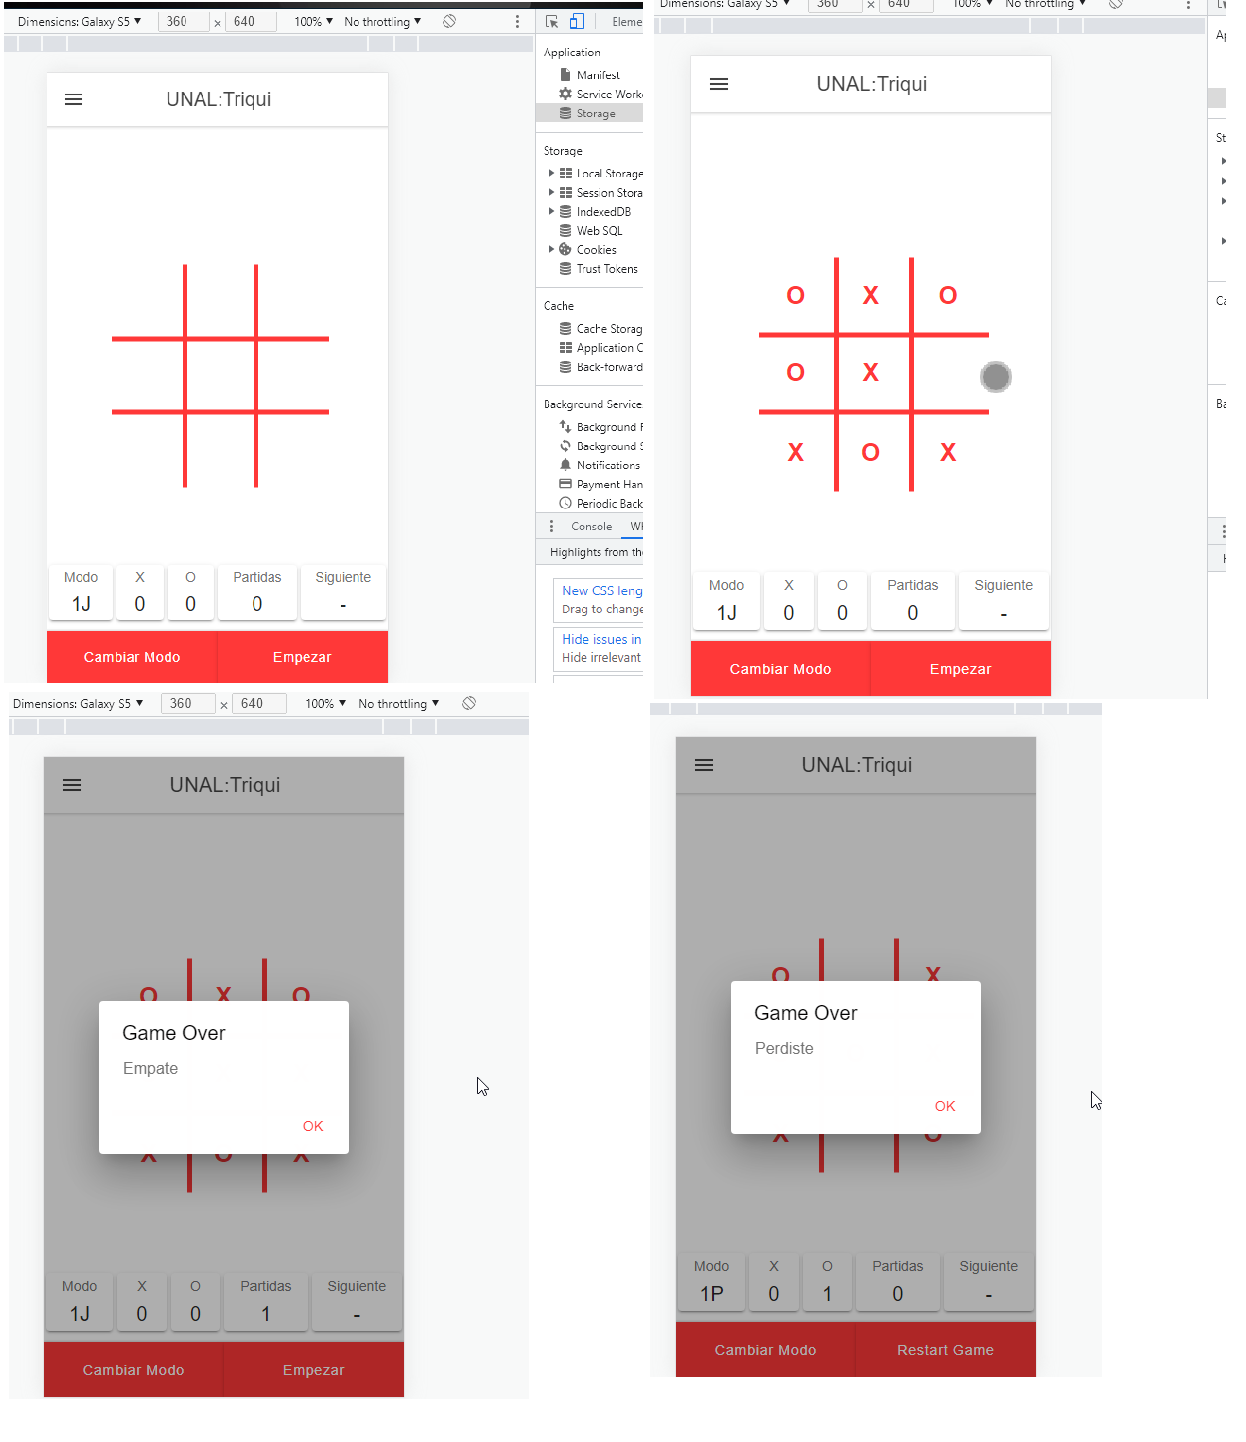 Dimensions: Galaxy S5 ▼ 360 × 640 100% ▼ No throttling ▼
Eleme
Application
Manifest
Service Worke
Storage
Storage
Local Storage
Session Stora
IndexedDB
Web SQL
Cookies
Trust Tokens
Cache
Cache Storag
Application C
Back-forward
Background Service
Background F
Background S
Notifications
Payment Han
Periodic Back
Console
Highlights from the
New CSS leng
Drag to change
Hide issues in
Hide irrelevant
UNAL:Triqui
Modo X O Partidas Siguiente
1J 0 0 0 -
Cambiar Modo Empezar
Dimensions: Galaxy S5 ▼ 360 × 640 100% ▼ No throttling ▼
Ap
St
Ca
Ba
UNAL:Triqui
O X O
O X
X O X
Modo X O Partidas Siguiente
1J 0 0 0 -
Cambiar Modo Empezar
Dimensions: Galaxy S5 ▼ 360 × 640 100% ▼ No throttling ▼
UNAL:Triqui
O X O
Game Over
Empate
OK
X O X
Modo X O Partidas Siguiente
1J 0 0 1 -
Cambiar Modo Empezar
UNAL:Triqui
O X
Game Over
Perdiste
OK
X O
Modo X O Partidas Siguiente
1P 0 1 0 -
Cambiar Modo Restart Game